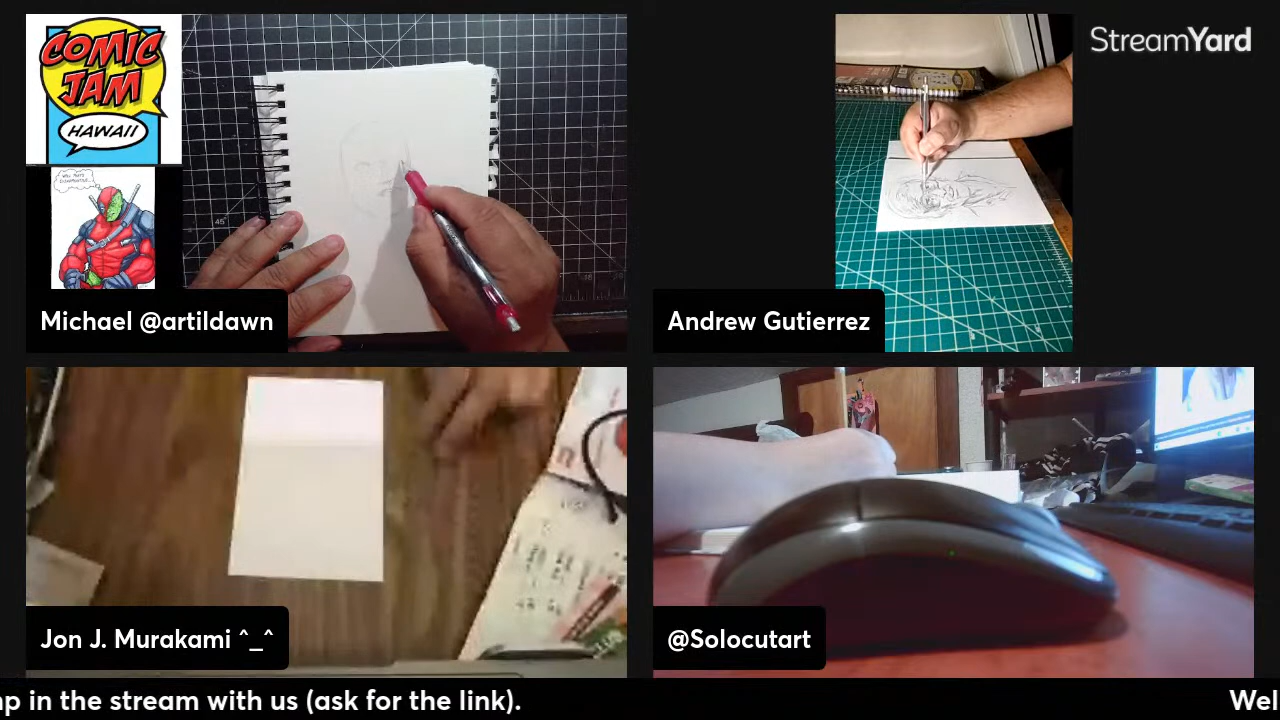 COMIC
JAM
HAWAII
StreamYard
Michael @artildawn
Andrew Gutierrez
Jon J. Murakami ^_^
@Solocutart
np in the stream with us (ask for the link).
Wel